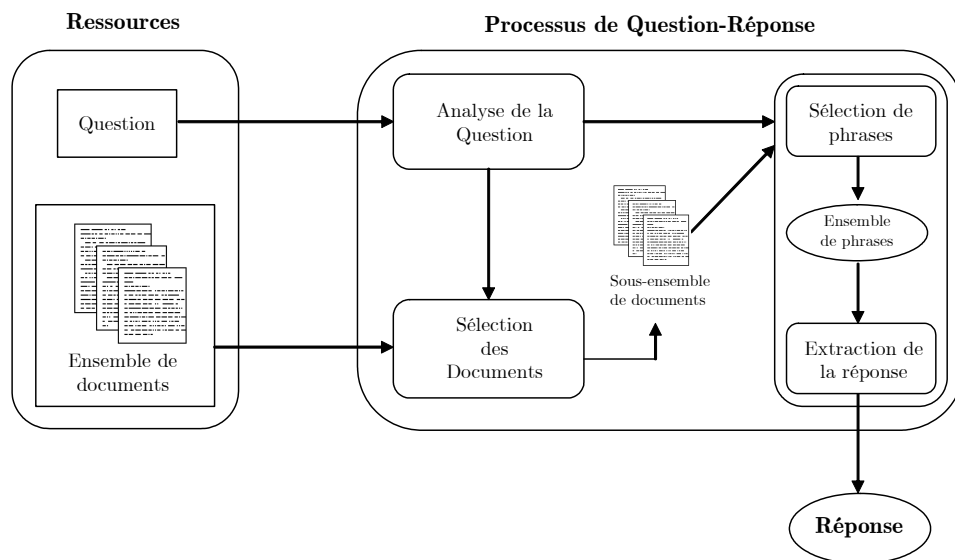 Ressources
Processus de Question-Réponse
Question
Analyse de la
Question
Sélection de
phrases
Ensemble
de phrases
Sous-ensemble
de documents
Ensemble de
documents
Sélection
des
Documents
Extraction de
la réponse
Réponse